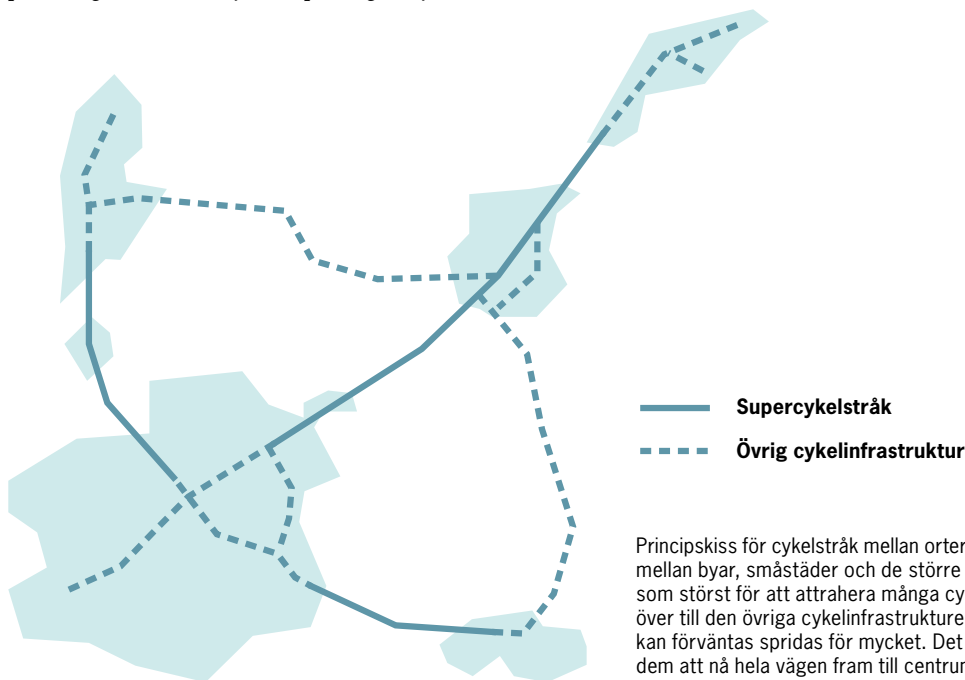 Supercykelstråk
Övrig cykelinfrastruktur
Principskiss för cykelstråk mellan orter
mellan byar, småstäder och de större
som störst för att attrahera många cy
över till den övriga cykelinfrastrukture
kan förväntas spridas för mycket. Det
dem att nå hela vägen fram till centrum